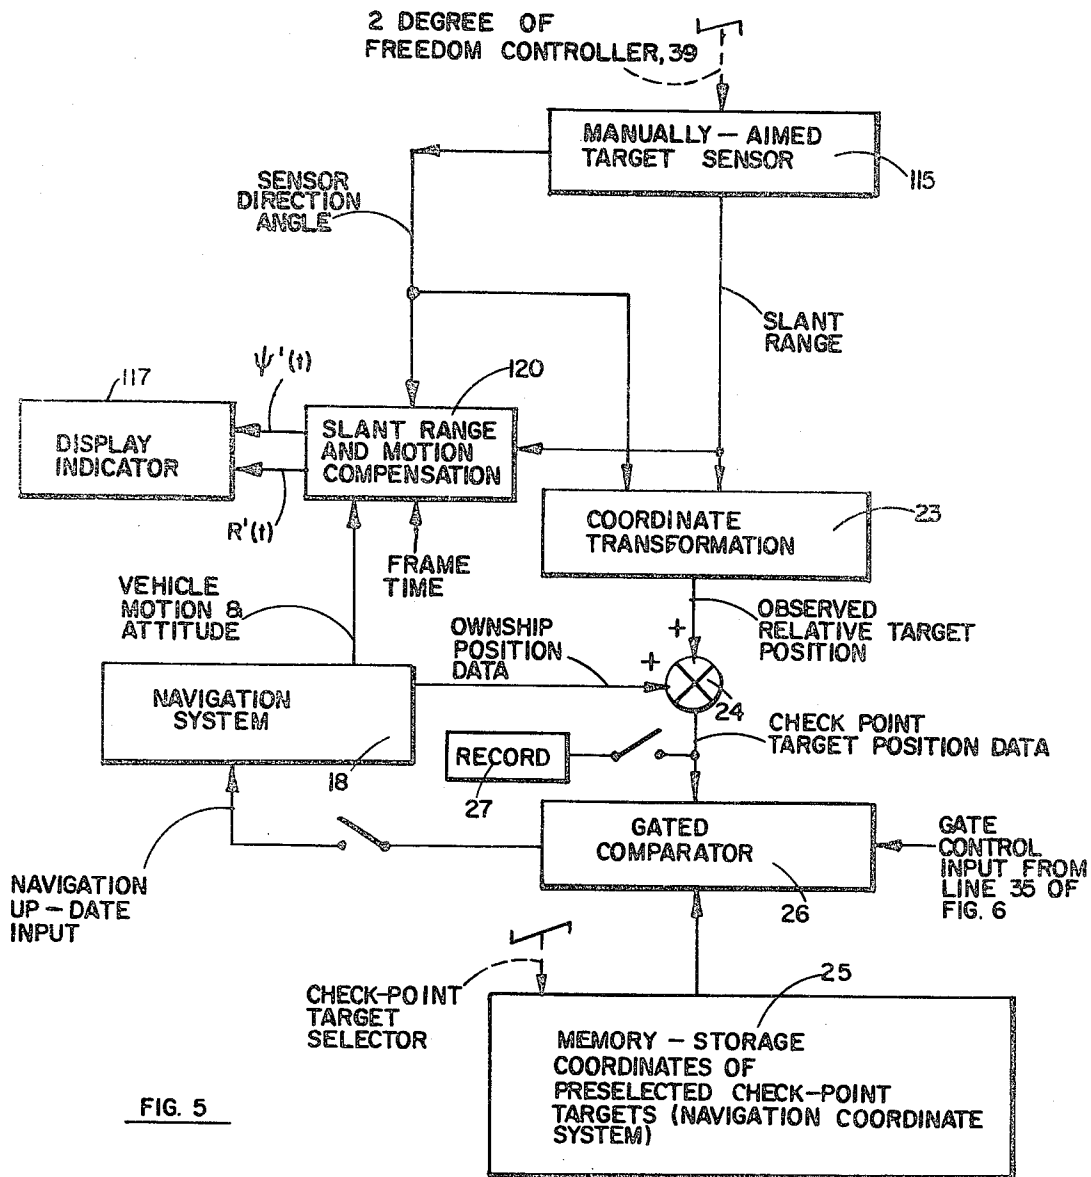 2 DEGREE OF
FREEDOM CONTROLLER, 39
MANUALLY — AIMED
TARGET SENSOR
115
SENSOR
DIRECTION
ANGLE
SLANT
RANGE
ψ'(t)
117
120
DISPLAY
INDICATOR
SLANT RANGE
AND MOTION
COMPENSATION
R'(t)
COORDINATE
TRANSFORMATION
23
FRAME
TIME
VEHICLE
MOTION &
ATTITUDE
OBSERVED
RELATIVE TARGET
POSITION
+
OWNSHIP
POSITION
DATA
+
24
NAVIGATION
SYSTEM
18
CHECK POINT
TARGET POSITION DATA
RECORD
27
GATED
COMPARATOR
26
GATE
CONTROL
INPUT FROM
LINE 35 OF
FIG. 6
NAVIGATION
UP — DATE
INPUT
CHECK-POINT
TARGET
SELECTOR
25
MEMORY — STORAGE
COORDINATES OF
PRESELECTED CHECK-POINT
TARGETS (NAVIGATION COORDINATE
SYSTEM)
FIG. 5